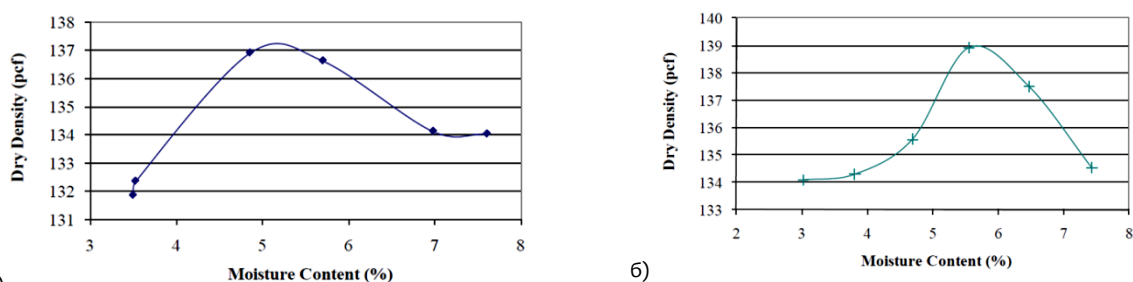 138
137
136
135
134
133
132
131
3 4 5 6 7 8
Dry Density (pcf)
Moisture Content (%)
)
140
139
138
137
136
135
134
133
2 3 4 5 6 7 8
Dry Density (pcf)
Moisture Content (%)
б)